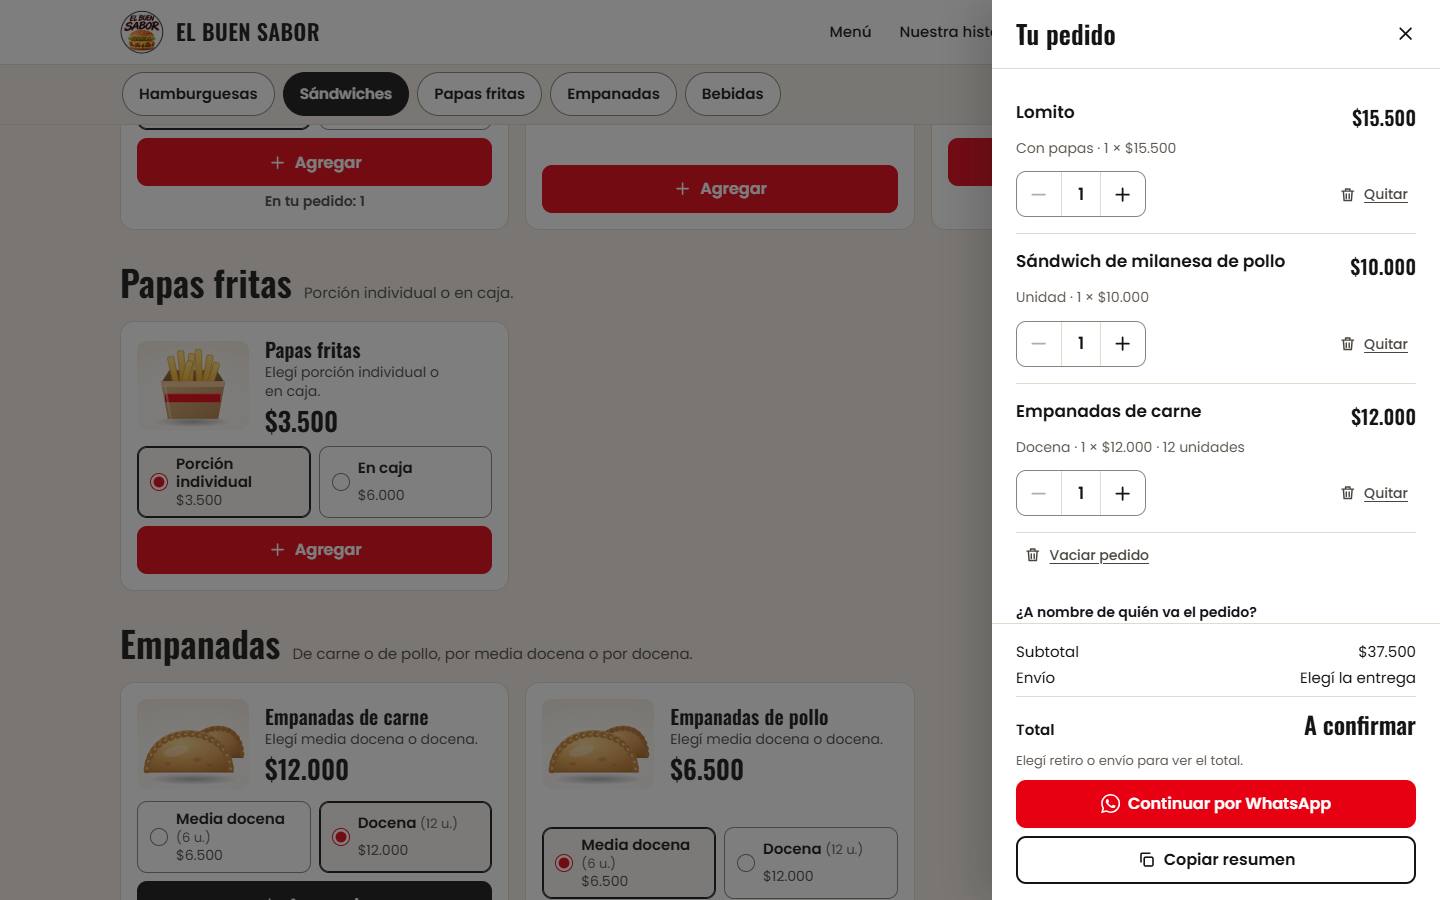 EL BUEN SABOR
EL BUEN SABOR
Menú
Nuestra hist
Hamburguesas
Sándwiches
Papas fritas
Empanadas
Bebidas
Agregar
En tu pedido: 1
Agregar
Papas fritas
Porción individual o en caja.
Papas fritas
Elegí porción individual o
en caja.
$3.500
Porción
individual
$3.500
En caja
$6.000
Agregar
Empanadas
De carne o de pollo, por media docena o por docena.
Empanadas de carne
Elegí media docena o docena.
$12.000
Media docena
(6 u.)
$6.500
Docena (12 u.)
$12.000
Empanadas de pollo
Elegí media docena o docena.
$6.500
Media docena
(6 u.)
$6.500
Docena (12 u.)
$12.000
Tu pedido
Lomito
$15.500
Con papas · 1 × $15.500
1
Quitar
Sándwich de milanesa de pollo
$10.000
Unidad · 1 × $10.000
1
Quitar
Empanadas de carne
$12.000
Docena · 1 × $12.000 · 12 unidades
1
Quitar
Vaciar pedido
¿A nombre de quién va el pedido?
Subtotal
$37.500
Envío
Elegí la entrega
Total
A confirmar
Elegí retiro o envío para ver el total.
Continuar por WhatsApp
Copiar resumen